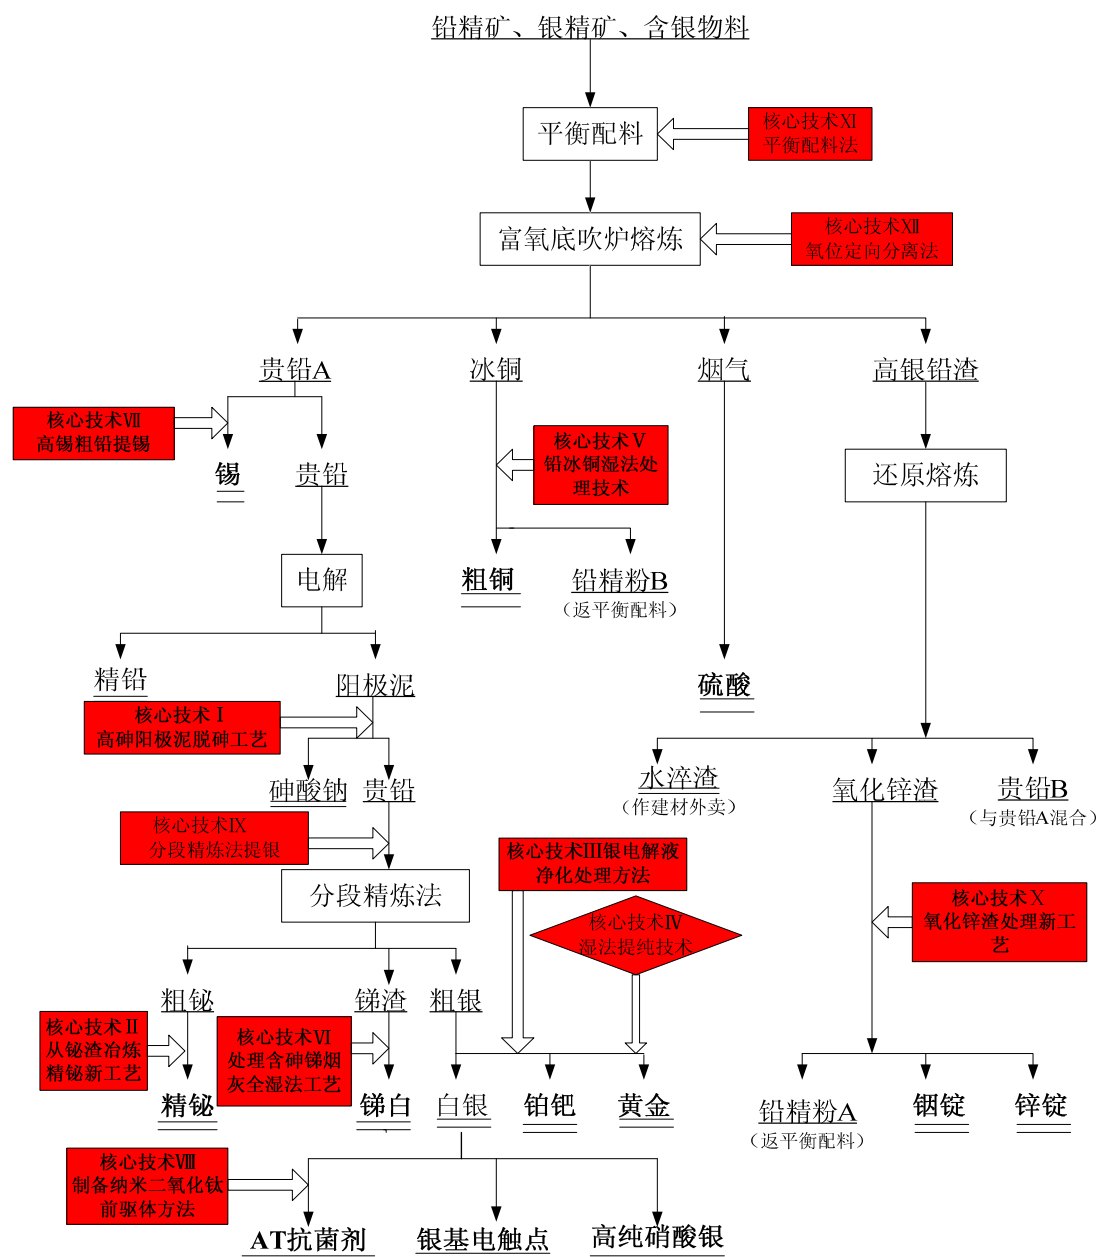 铅精矿、银精矿、含银物料
平衡配料
核心技术Ⅺ
平衡配料法
富氧底吹炉熔炼
核心技术Ⅻ
氧位定向分离法
贵铅A
冰铜
烟气
高银铅渣
核心技术Ⅶ
高锡粗铅提锡
核心技术Ⅴ
铅冰铜湿法处
理技术
还原熔炼
锡
贵铅
电解
粗铜
铅精粉B
（返平衡配料）
精铅
阳极泥
硫酸
核心技术Ⅰ
高砷阳极泥脱砷工艺
砷酸钠
贵铅
水淬渣
（作建材外卖）
氧化锌渣
贵铅B
（与贵铅A混合）
核心技术Ⅸ
分段精炼法提银
核心技术Ⅲ银电解液
净化处理方法
分段精炼法
核心技术Ⅳ
湿法提纯技术
核心技术Ⅹ
氧化锌渣处理新工
艺
粗铋
锑渣
粗银
核心技术Ⅱ
从铋渣冶炼
精铋新工艺
核心技术Ⅵ
处理含砷锑烟
灰全湿法工艺
精铋
锑白
白银
铂钯
黄金
铅精粉A
（返平衡配料）
铟锭
锌锭
核心技术Ⅷ
制备纳米二氧化钛
前驱体方法
AT抗菌剂
银基电触点
高纯硝酸银